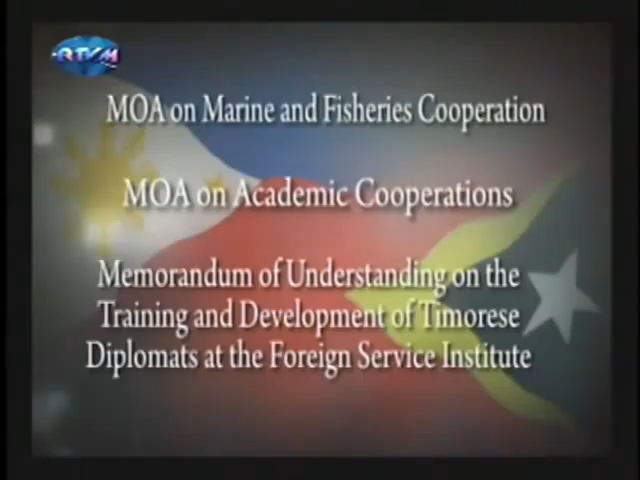 RTVM
MOA on Marine and Fisheries Cooperation
MOA on Academic Cooperations
Memorandum of Understanding on the
Training and Development of Timorese
Diplomats at the Foreign Service Institute